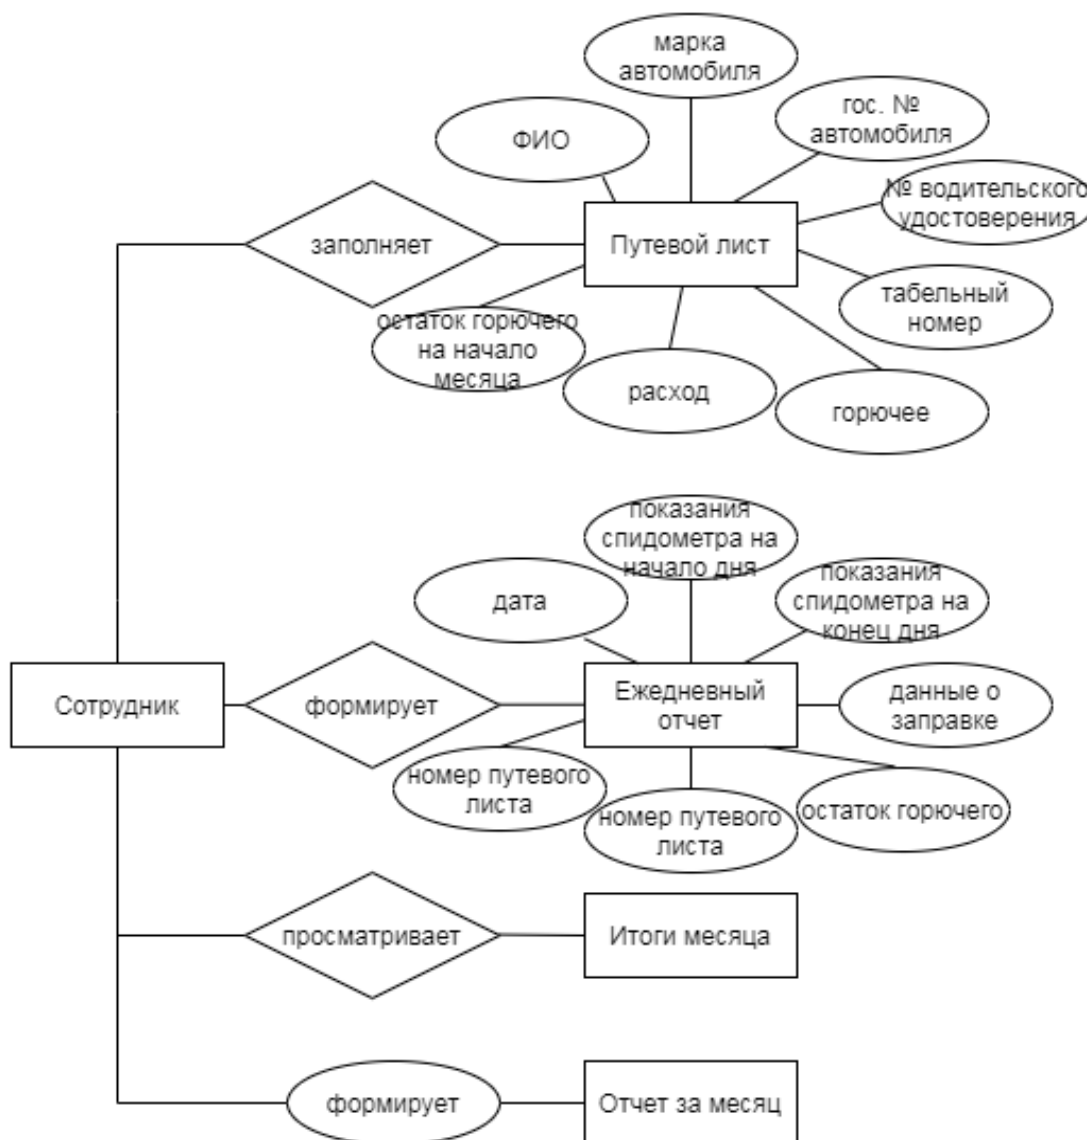 марка
автомобиля
гос. №
автомобиля
ФИО
№ водительского
удостоверения
заполняет
Путевой лист
табельный
номер
остаток горючего
на начало
месяца
расход
горючее
показания
спидометра на
начало дня
показания
спидометра на
конец дня
дата
Сотрудник
формирует
Ежедневный
отчет
данные о
заправке
номер путевого
листа
номер путевого
листа
остаток горючего
просматривает
Итоги месяца
формирует
Отчет за месяц